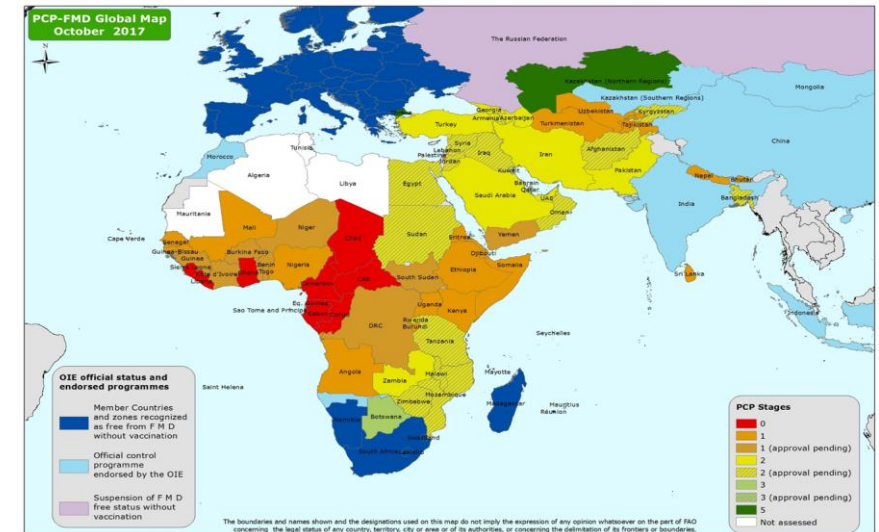 PCP-FMD Global Map
October 2017
N
The Russian Federation
Kazakhstan (Northern Regions)
Mongolia
Kazakhstan (Southern Regions)
Georgia
Armenia
Azerbaijan
Uzbekistan
Kyrgyzstan
Turkey
Turkmenistan
Tajikistan
China
Tunisia
Syria
Lebanon
Iraq
Iran
Afghanistan
Morocco
Palestine
Jordan
Kuwait
Pakistan
Algeria
Libya
Egypt
Bahrain
Qatar
Nepal
Bhutan
Saudi Arabia
UAE
Bangladesh
Oman
India
Mauritania
Mali
Niger
Sudan
Cape Verde
Senegal
Chad
Eritrea
Yemen
Guinea-Bissau
Guinea
Burkina Faso
Djibouti
Sierra Leone
Benin
Togo
Nigeria
Ethiopia
Somalia
Liberia
Cote d'Ivoire
Ghana
CAR
South Sudan
Sri Lanka
Cameroon
Eq. Guinea
Uganda
Kenya
Sao Tome and Principe
Gabon
Congo
Rwanda
Burundi
Indonesia
DRC
Seychelles
Tanzania
Angola
Mayotte
Saint Helena
Zambia
Malawi
Mozambique
Zimbabwe
Madagascar
Mauritius
Réunion
Namibia
Botswana
Swaziland
South Africa
Lesotho
OIE official status and
endorsed programmes
Member Countries
and zones recognized
as free from F M D
without vaccination
Official control
programme
endorsed by the OIE
Suspension of F M D
free status without
vaccination
PCP Stages
0
1
1 (approval pending)
2
2 (approval pending)
3
3 (approval pending)
5
Not assessed
The boundaries and names shown and the designations used on this map do not imply the expression of any opinion whatsoever on the part of FAO
concerning the legal status of any country, territory, city or area or of its authorities, or concerning the delimitation of its frontiers or boundaries.